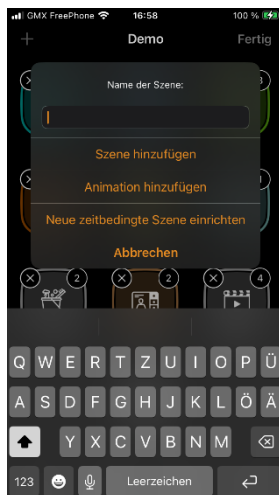 GMX FreePhone 16:58 100 %
+ Demo Fertig
Name der Szene:
Szene hinzufügen
Animation hinzufügen
Neue zeitbedingte Szene einrichten
Abbrechen
2 2 4
Q W E R T Z U I O P Ü
A S D F G H J K L Ö Ä
Y X C V B N M
123 Leerzeichen